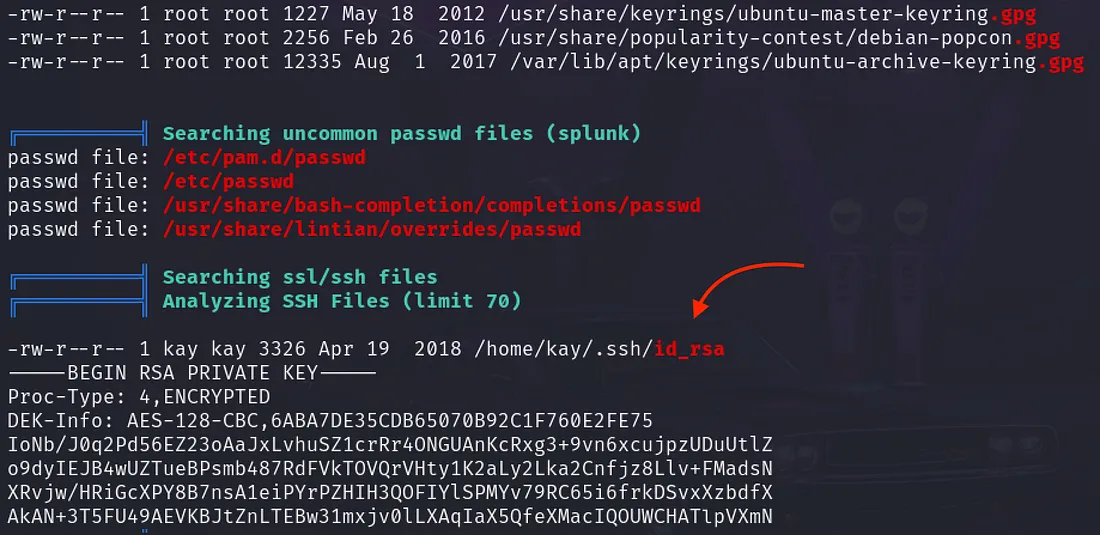 -rw-r--r-- 1 root root 1227 May 18  2012 /usr/share/keyrings/ubuntu-master-keyring.gpg
-rw-r--r-- 1 root root 2256 Feb 26  2016 /usr/share/popularity-contest/debian-popcon.gpg
-rw-r--r-- 1 root root 12335 Aug  1  2017 /var/lib/apt/keyrings/ubuntu-archive-keyring.gpg
Searching uncommon passwd files (splunk)
passwd file: /etc/pam.d/passwd
passwd file: /etc/passwd
passwd file: /usr/share/bash-completion/completions/passwd
passwd file: /usr/share/lintian/overrides/passwd
Searching ssl/ssh files
Analyzing SSH Files (limit 70)
-rw-r--r-- 1 kay kay 3326 Apr 19  2018 /home/kay/.ssh/id_rsa
-----BEGIN RSA PRIVATE KEY-----
Proc-Type: 4,ENCRYPTED
DEK-Info: AES-128-CBC,6ABA7DE35CDB65070B92C1F760E2FE75
IoNb/J0q2Pd56EZ23oAaJxLvhuSZ1crRr4ONGUAnKcRxg3+9vn6xcujpzUDuUtlZ
o9dyIEJB4wUZTueBPsmb487RdFVkTOVQrVHty1K2aLy2Lka2Cnfjz8Llv+FMadsN
XRvjw/HRiGcXPY8B7nsA1eiPYrPZHIH3QOFIYlSPMYv79RC65i6frkDSvxXzbdfX
AkAN+3T5FU49AEVKBJtZnLTEBw31mxjv0lLXAqIaX5QfeXMacIQOUWCHATlpVXmN